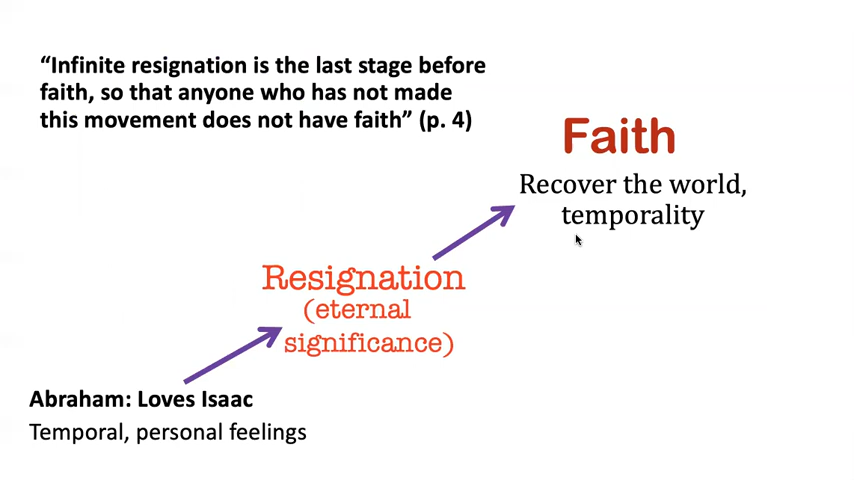 “Infinite resignation is the last stage before
faith, so that anyone who has not made
this movement does not have faith” (p. 4)
Faith
Recover the world,
temporality
Resignation
(eternal
significance)
Abraham: Loves Isaac
Temporal, personal feelings